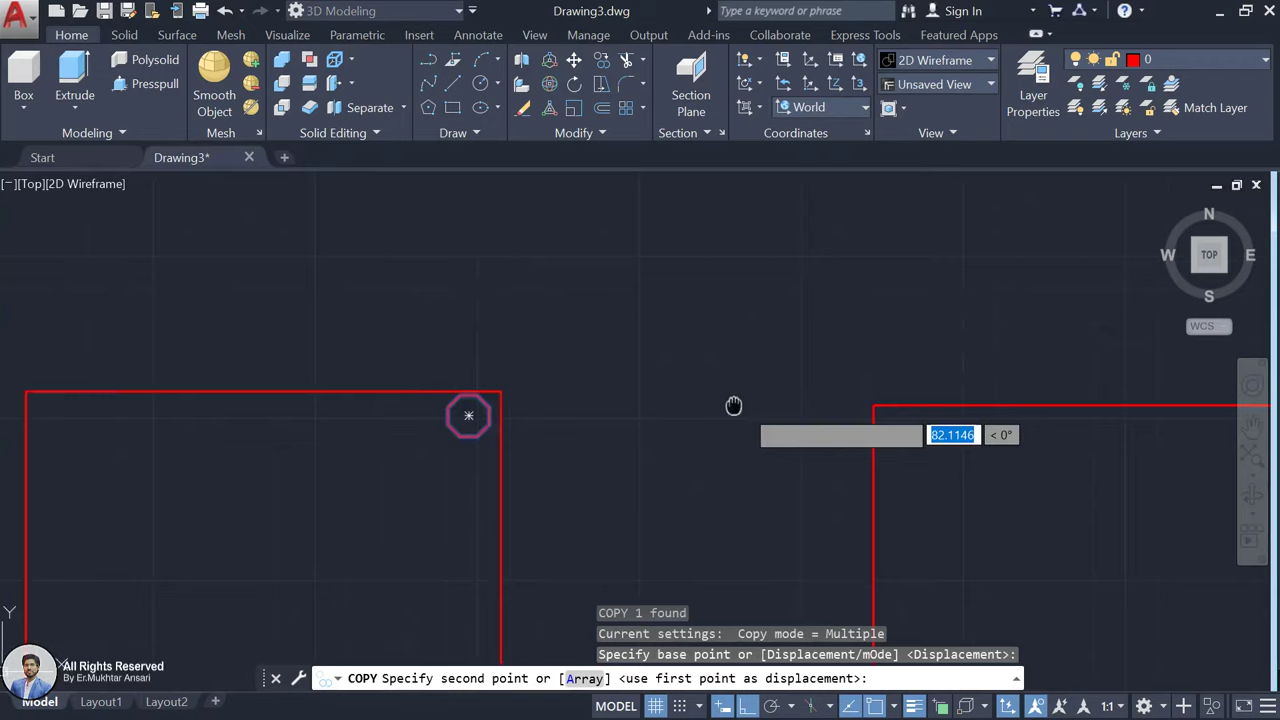 3D Modeling
Drawing3.dwg
Type a keyword or phrase
Sign In
Home Solid Surface Mesh Visualize Parametric Insert Annotate View Manage Output Add-ins Collaborate Express Tools Featured Apps
Box
Extrude
Polysolid
Presspull
Smooth Object
Separate
Section Plane
World
2D Wireframe
Unsaved View
Layer Properties
0
Match Layer
Modeling Mesh Solid Editing Draw Modify Section Coordinates View Layers
Start Drawing3*
[−][Top][2D Wireframe]
N
W TOP E
S
WCS
82.1146 < 0°
Y
COPY 1 found
Current settings: Copy mode = Multiple
Specify base point or [Displacement/mOde] <Displacement>:
COPY Specify second point or [Array] <use first point as displacement>:
All Rights Reserved
By Er.Mukhtar Ansari
Model Layout1 Layout2
MODEL
1:1